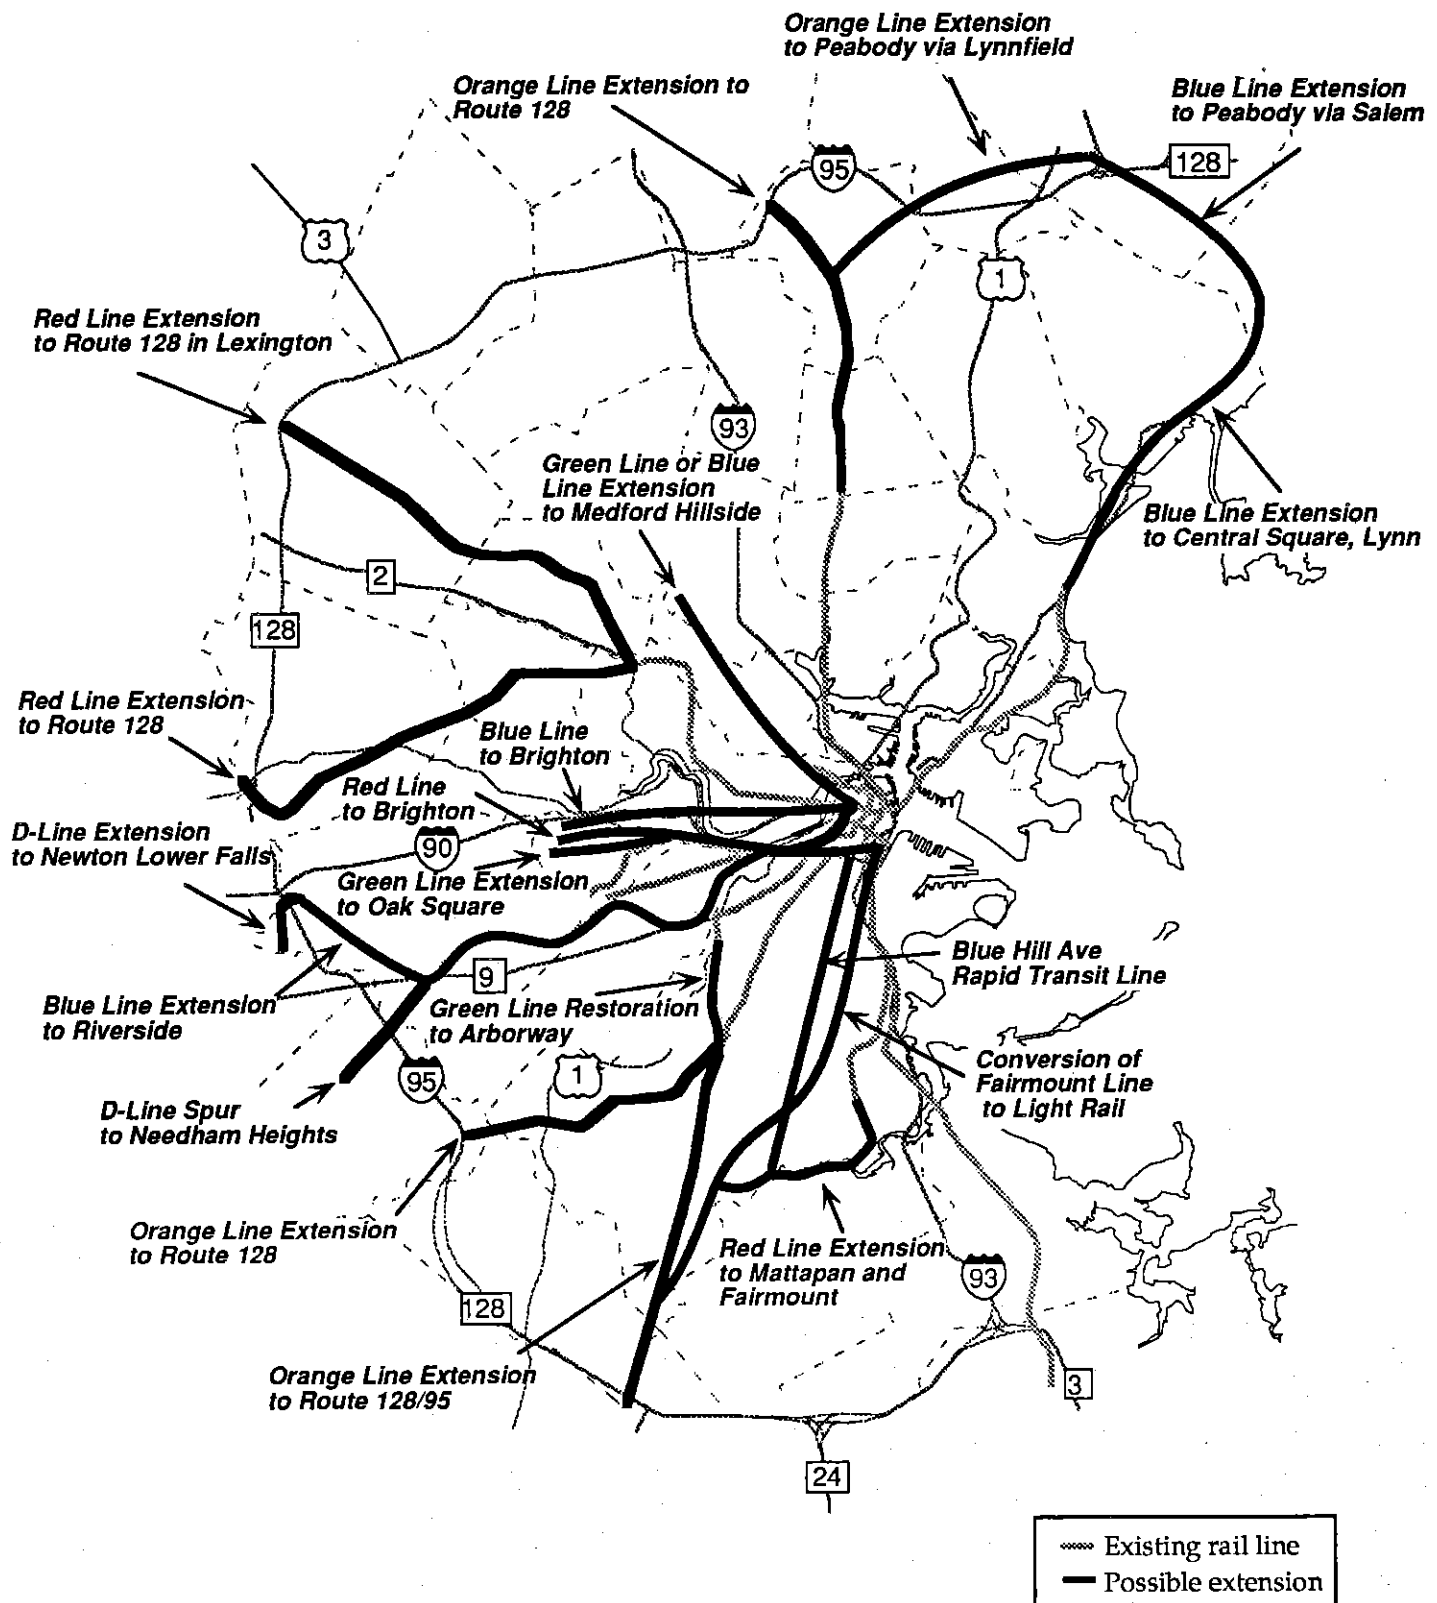 Orange Line Extension
to Peabody via Lynnfield
Orange Line Extension to
Route 128
Blue Line Extension
to Peabody via Salem
95
128
3
1
Red Line Extension
to Route 128 in Lexington
93
Green Line or Blue
Line Extension
to Medford Hillside
Blue Line Extension
to Central Square, Lynn
2
128
Red Line Extension
to Route 128
Blue Line
to Brighton
Red Line
to Brighton
D-Line Extension
to Newton Lower Falls
90
Green Line Extension
to Oak Square
Blue Hill Ave
Rapid Transit Line
9
Blue Line Extension
to Riverside
Green Line Restoration
to Arborway
Conversion of
Fairmount Line
to Light Rail
95
1
D-Line Spur
to Needham Heights
Orange Line Extension
to Route 128
Red Line Extension
to Mattapan and
Fairmount
93
128
Orange Line Extension
to Route 128/95
3
24
Existing rail line
Possible extension